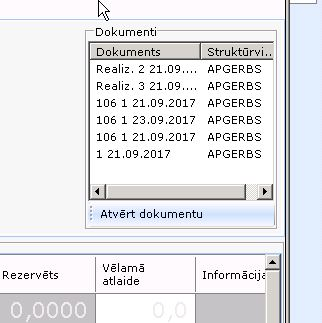 Dokumenti
Dokuments Struktūrvi...
Realiz. 2 21.09.... APGERBS
Realiz. 3 21.09.... APGERBS
106 1 21.09.2017 APGERBS
106 1 23.09.2017 APGERBS
106 1 21.09.2017 APGERBS
1 21.09.2017 APGERBS
Atvērt dokumentu
Rezervēts Vēlamā atlaide Informācija
0,0000 0,0